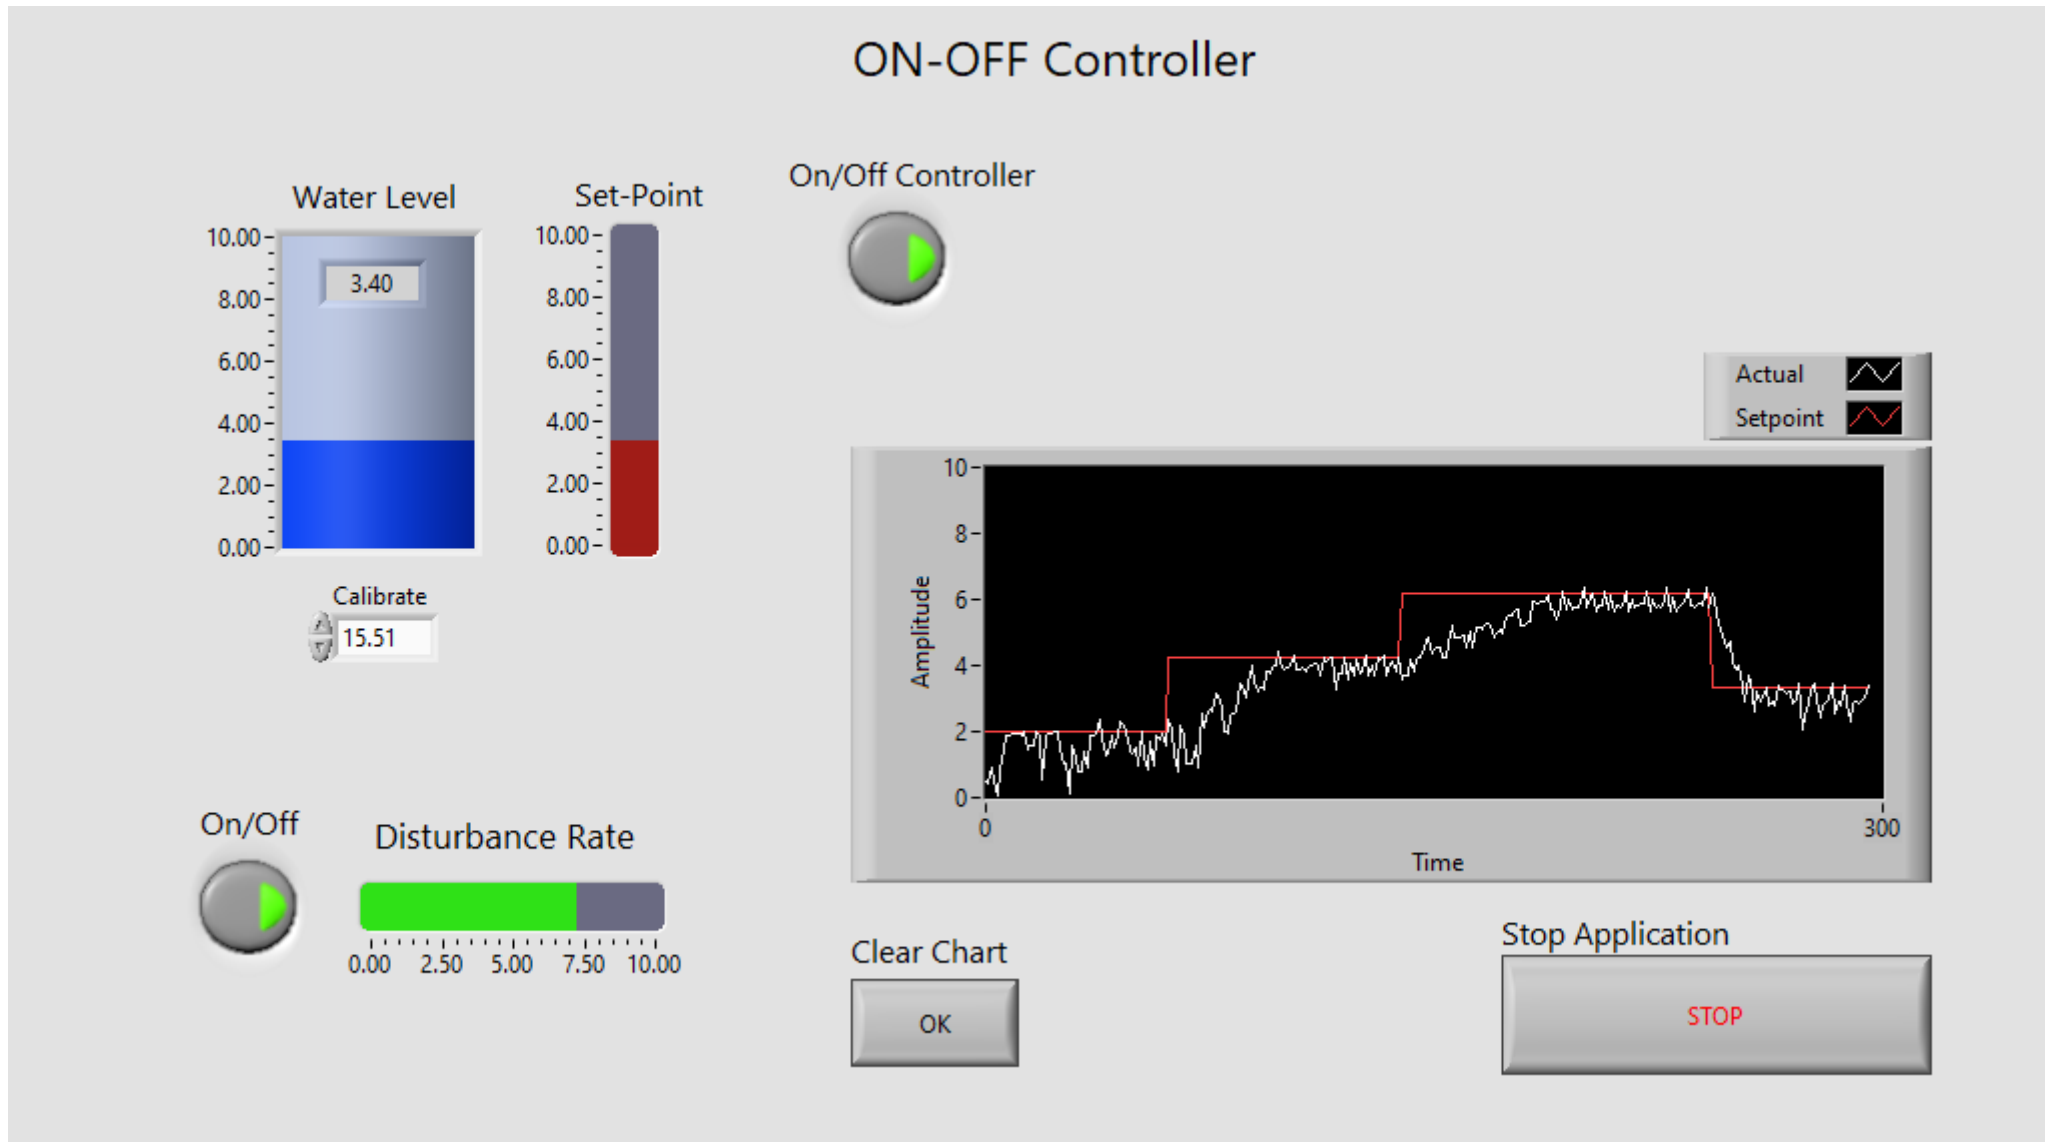 ON-OFF Controller
On/Off Controller
Water Level
Set-Point
10.00
8.00
6.00
4.00
2.00
0.00
3.40
10.00
8.00
6.00
4.00
2.00
0.00
Calibrate
15.51
Actual
Setpoint
10
8
6
4
2
0
Amplitude
0
300
Time
On/Off
Disturbance Rate
0.00 2.50 5.00 7.50 10.00
Clear Chart
OK
Stop Application
STOP